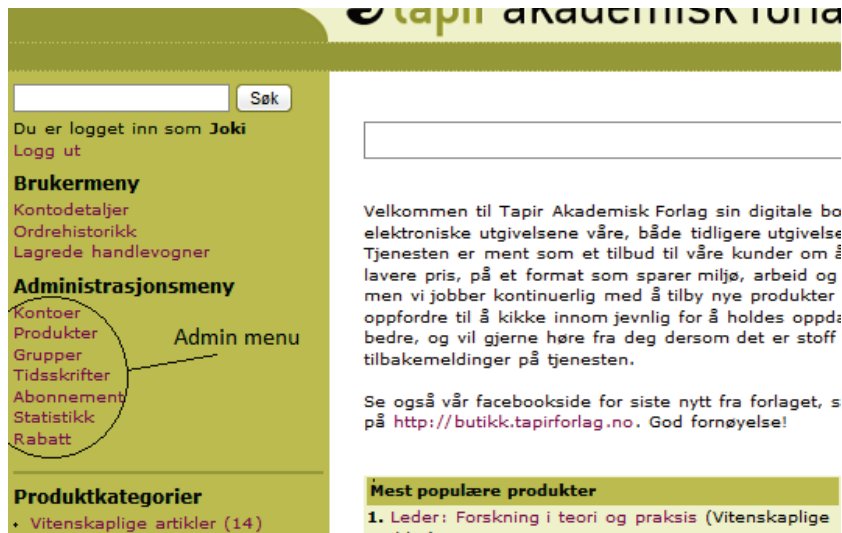 tapir akademisk forla
Søk
Du er logget inn som Joki
Logg ut
Brukermeny
Kontodetaljer
Ordrehistorikk
Lagrede handlevogner
Administrasjonsmeny
Kontoer
Produkter
Grupper
Tidsskrifter
Abonnement
Statistikk
Rabatt
Admin menu
Produktkategorier
• Vitenskaplige artikler (14)
Velkommen til Tapir Akademisk Forlag sin digitale bo
elektroniske utgivelsene våre, både tidligere utgivelse
Tjenesten er ment som et tilbud til våre kunder om å
lavere pris, på et format som sparer miljø, arbeid og
men vi jobber kontinuerlig med å tilby nye produkter
oppfordre til å kikke innom jevnlig for å holdes oppda
bedre, og vil gjerne høre fra deg dersom det er stoff
tilbakemeldinger på tjenesten.
Se også vår facebookside for siste nytt fra forlaget, s
på http://butikk.tapirforlag.no. God fornøyelse!
Mest populære produkter
1. Leder: Forskning i teori og praksis (Vitenskaplige